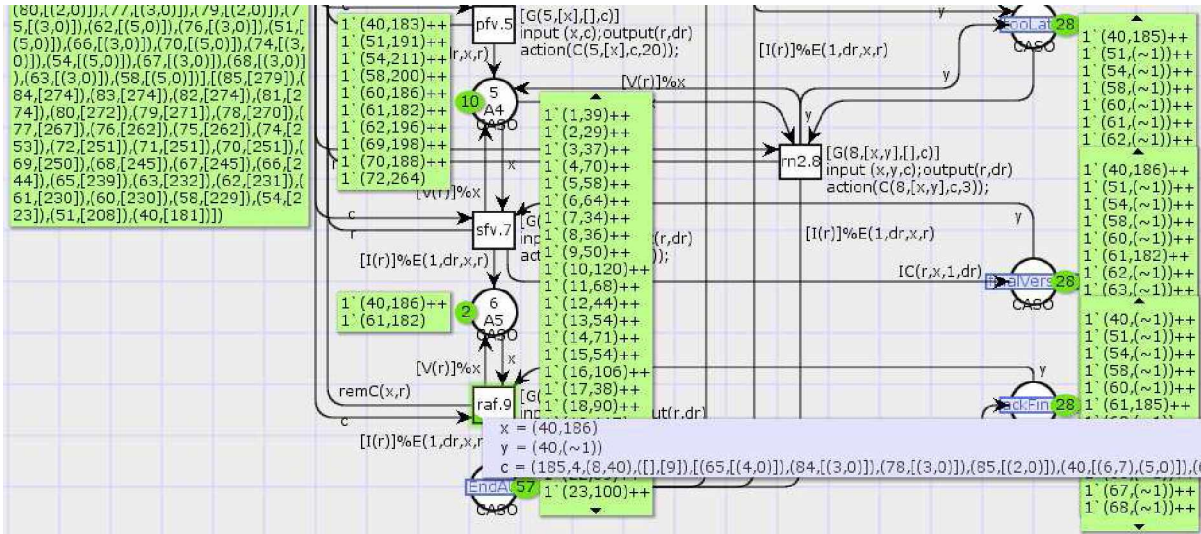 (80,[(2,0)]),(77,[(3,0)]),(79,[(2,0)]),(7
5,[(3,0)]),(62,[(5,0)]),(76,[(3,0)]),(51,[
(5,0)]),(66,[(3,0)]),(70,[(5,0)]),(74,[(3,
0)]),(54,[(5,0)]),(67,[(3,0)]),(68,[(3,0)]
),(63,[(3,0)]),(58,[(5,0)])],[(85,[279]),(
84,[274]),(83,[274]),(82,[274]),(81,[2
74]),(80,[272]),(79,[271]),(78,[270]),(
77,[267]),(76,[262]),(75,[262]),(74,[2
53]),(72,[251]),(71,[251]),(70,[251]),(
69,[250]),(68,[245]),(67,[245]),(66,[2
44]),(65,[239]),(63,[232]),(62,[231]),(
61,[230]),(60,[230]),(58,[229]),(54,[2
23]),(51,[208]),(40,[181])])
1`(40,183)++
1`(51,191)++
1`(54,211)++
1`(58,200)++
1`(60,186)++
1`(61,182)++
1`(62,196)++
1`(69,198)++
1`(70,188)++
1`(72,264)
pfv.5
[G(5,[x],[],c)]
input (x,c);output(r,dr)
action(C(5,[x],c,20));
[I(r)]%E(1,dr,x,r)
y
CASO
28
10
5
A4
CASO
[V(r)]%x
y
y
x
[V(r)]%x
rn2.8
[G(8,[x,y],[],c)]
input (x,y,c);output(r,dr)
action(C(8,[x,y],c,3));
1`(40,185)++
1`(51,(~1))++
1`(54,(~1))++
1`(58,(~1))++
1`(60,(~1))++
1`(61,(~1))++
1`(62,(~1))++
1`(1,39)++
1`(2,29)++
1`(3,37)++
1`(4,70)++
1`(5,58)++
1`(6,64)++
1`(7,34)++
1`(8,36)++
1`(9,50)++
1`(10,120)++
1`(11,68)++
1`(12,44)++
1`(13,54)++
1`(14,71)++
1`(15,54)++
1`(16,106)++
1`(17,38)++
1`(18,90)++
1`(23,100)++
1`(40,186)++
1`(51,(~1))++
1`(54,(~1))++
1`(58,(~1))++
1`(60,(~1))++
1`(61,182)++
1`(62,(~1))++
1`(63,(~1))++
c
r
sfv.7
y
[I(r)]%E(1,dr,x,r)
[I(r)]%E(1,dr,x,r)
IC(r,x,1,dr)
28
CASO
1`(40,186)++
1`(61,182)
2
6
A5
CASO
[V(r)]%x
x
1`(40,(~1))++
1`(51,(~1))++
1`(54,(~1))++
1`(58,(~1))++
1`(60,(~1))++
1`(61,185)++
1`(67,(~1))++
1`(68,(~1))++
y
28
remC(x,r)
c
raf.9
[I(r)]%E(1,dr,x,r
x = (40,186)
y = (40,(~1))
c = (185,4,(8,40),([],[9]),[(65,[(4,0)]),(84,[(3,0)]),(78,[(3,0)]),(85,[(2,0)]),(40,[(6,7),(5,0)]),(
57
CASO